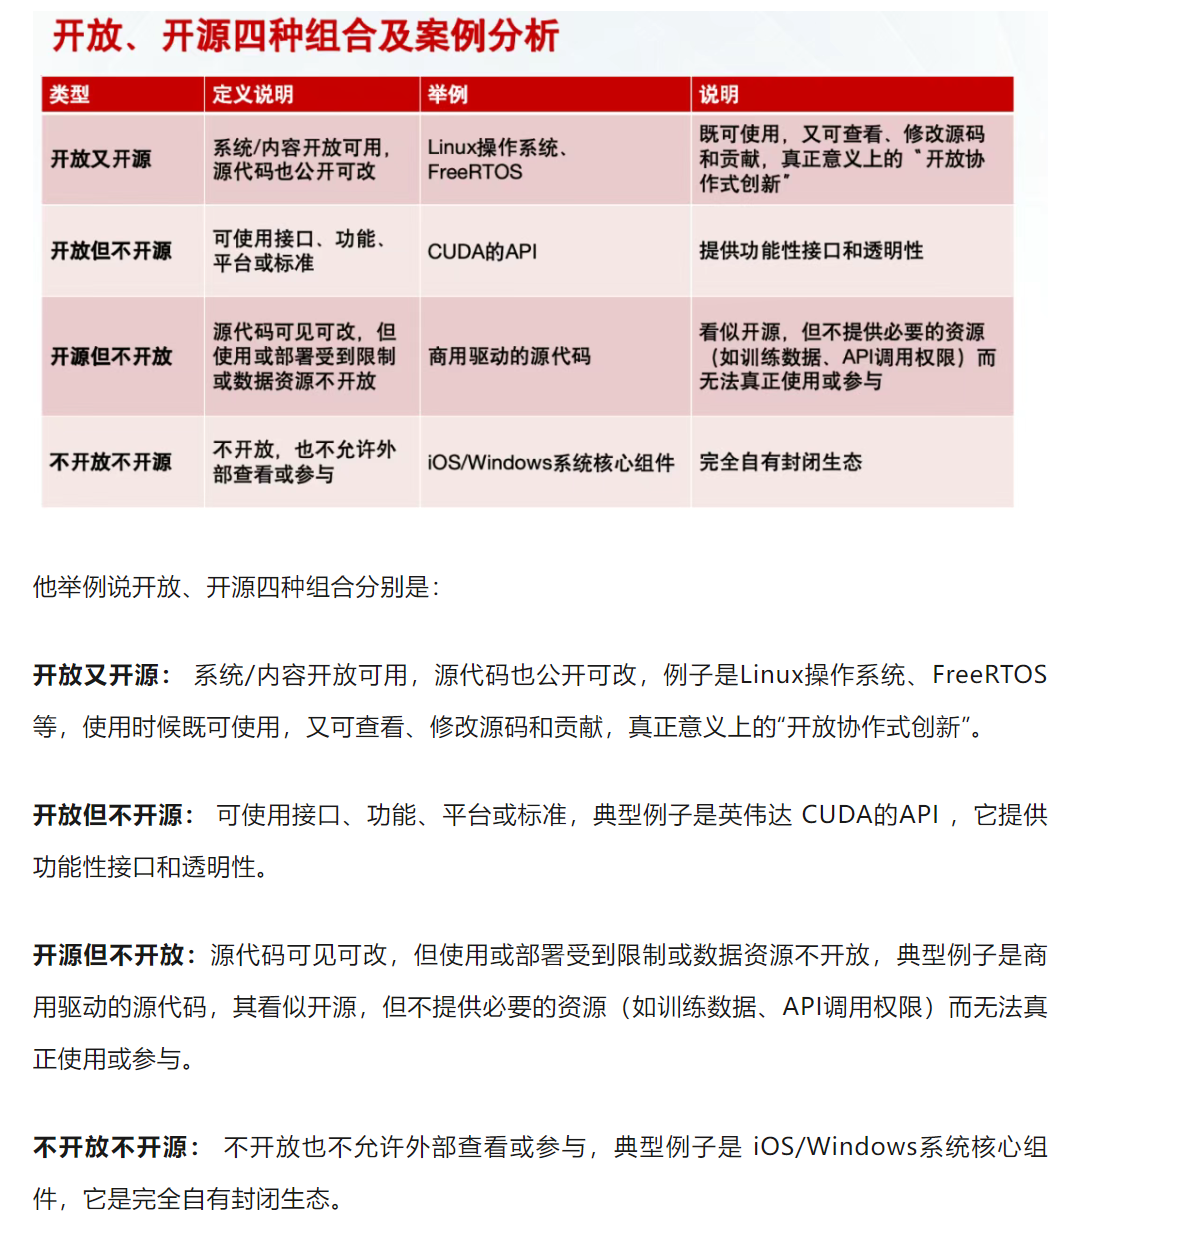 开放、开源四种组合及案例分析
类型 定义说明 举例 说明
开放又开源
系统/内容开放可用，
源代码也公开可改
Linux操作系统、
FreeRTOS
既可使用，又可查看、修改源码
和贡献，真正意义上的“开放协
作式创新”
开放但不开源
可使用接口、功能、
平台或标准
CUDA的API
提供功能性接口和透明性
开源但不开放
源代码可见可改，但
使用或部署受到限制
或数据资源不开放
商用驱动的源代码
看似开源，但不提供必要的资源
（如训练数据、API调用权限）而
无法真正使用或参与
不开放不开源
不开放，也不允许外
部查看或参与
iOS/Windows系统核心组件
完全自有封闭生态
他举例说开放、开源四种组合分别是：
开放又开源： 系统/内容开放可用，源代码也公开可改，例子是Linux操作系统、FreeRTOS
等，使用时候既可使用，又可查看、修改源码和贡献，真正意义上的“开放协作式创新”。
开放但不开源： 可使用接口、功能、平台或标准，典型例子是英伟达 CUDA的API ，它提供
功能性接口和透明性。
开源但不开放：源代码可见可改，但使用或部署受到限制或数据资源不开放，典型例子是商
用驱动的源代码，其看似开源，但不提供必要的资源（如训练数据、API调用权限）而无法真
正使用或参与。
不开放不开源： 不开放也不允许外部查看或参与，典型例子是 iOS/Windows系统核心组
件，它是完全自有封闭生态。